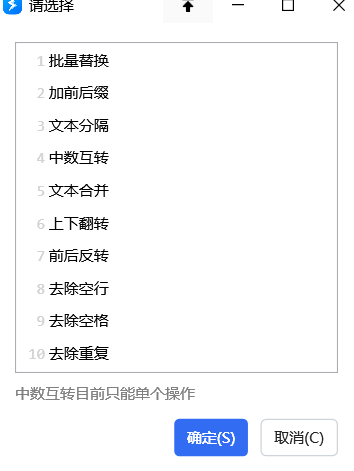 请选择
1 批量替换
2 加前后缀
3 文本分隔
4 中数互转
5 文本合并
6 上下翻转
7 前后反转
8 去除空行
9 去除空格
10 去除重复
中数互转目前只能单个操作
确定(S) 取消(C)